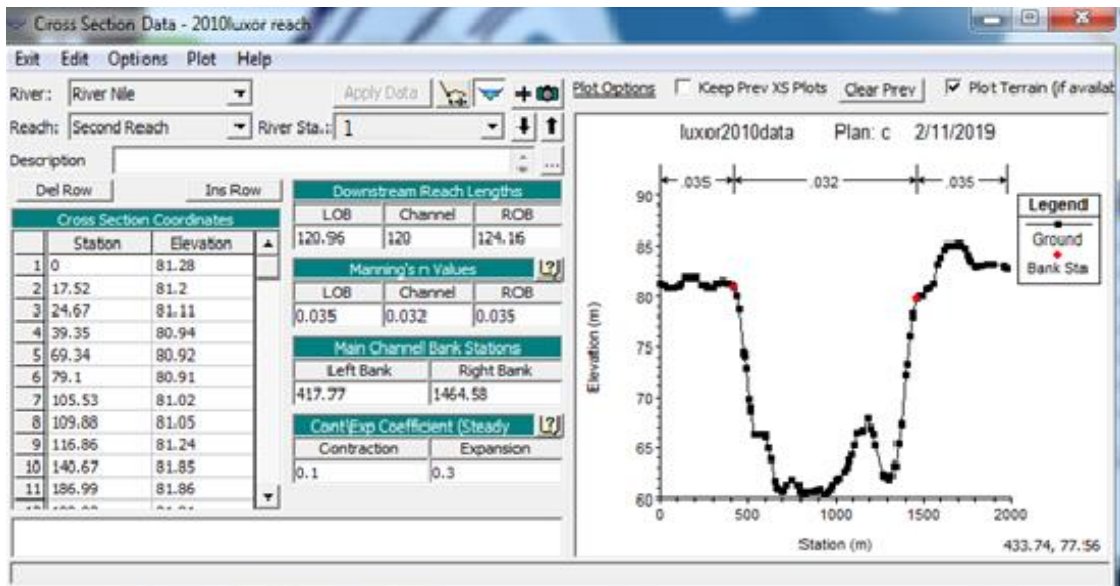 Cross Section Data - 2010luxor reach
Exit Edit Options Plot Help
River: River Nile
Apply Data
Reach: Second Reach River Sta.: 1
Description
...
Del Row Ins Row
Cross Section Coordinates
Station Elevation
1 0 81.28
2 17.52 81.2
3 24.67 81.11
4 39.35 80.94
5 69.34 80.92
6 79.1 80.91
7 105.53 81.02
8 109.88 81.05
9 116.86 81.24
10 140.67 81.85
11 186.99 81.86
Downstream Reach Lengths
LOB Channel ROB
120.96 120 124.16
Manning's n Values
?
LOB Channel ROB
0.035 0.032 0.035
Main Channel Bank Stations
Left Bank Right Bank
417.77 1464.58
Cont\Exp Coefficient (Steady
?
Contraction Expansion
0.1 0.3
Plot Options Keep Prev XS Plots Clear Prev Plot Terrain (if availab
luxor2010data Plan: c 2/11/2019
.035 .032 .035
90
85
80
75
70
65
60
Elevation (m)
0 500 1000 1500 2000
Station (m)
Legend
Ground
Bank Sta
433.74, 77.56